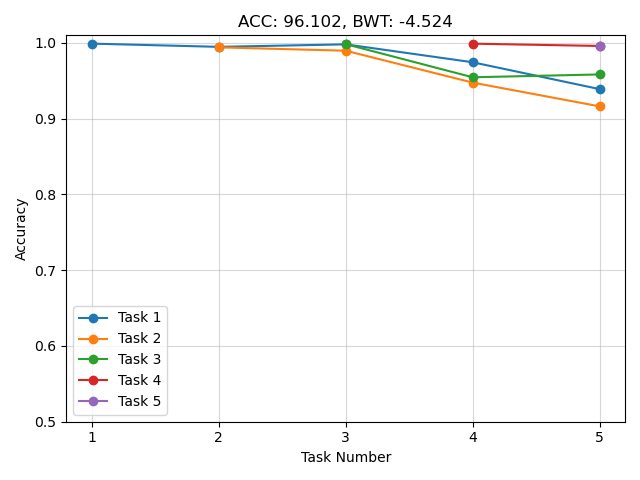 ACC: 96.102, BWT: -4.524
1.0
0.9
0.8
0.7
0.6
0.5
Accuracy
Task 1
Task 2
Task 3
Task 4
Task 5
1 2 3 4 5
Task Number